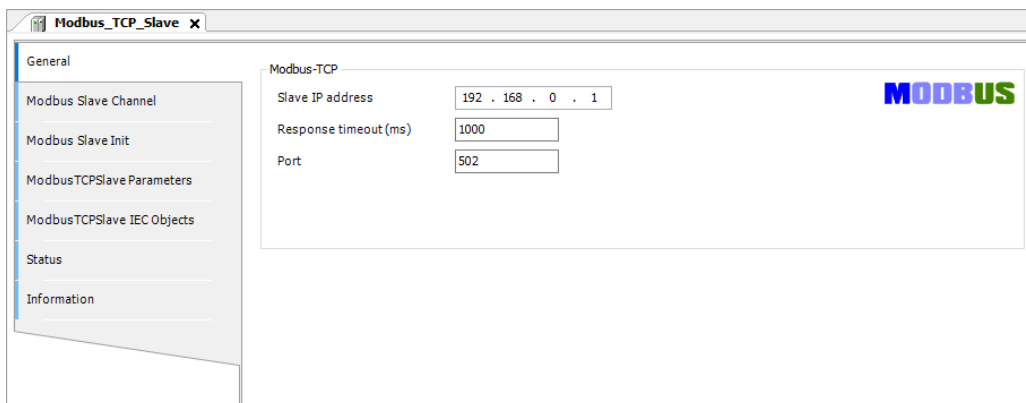 Modbus_TCP_Slave X
General
Modbus Slave Channel
Modbus Slave Init
ModbusTCPSlave Parameters
ModbusTCPSlave IEC Objects
Status
Information
Modbus-TCP
MODBUS
Slave IP address 192 . 168 . 0 . 1
Response timeout (ms) 1000
Port 502